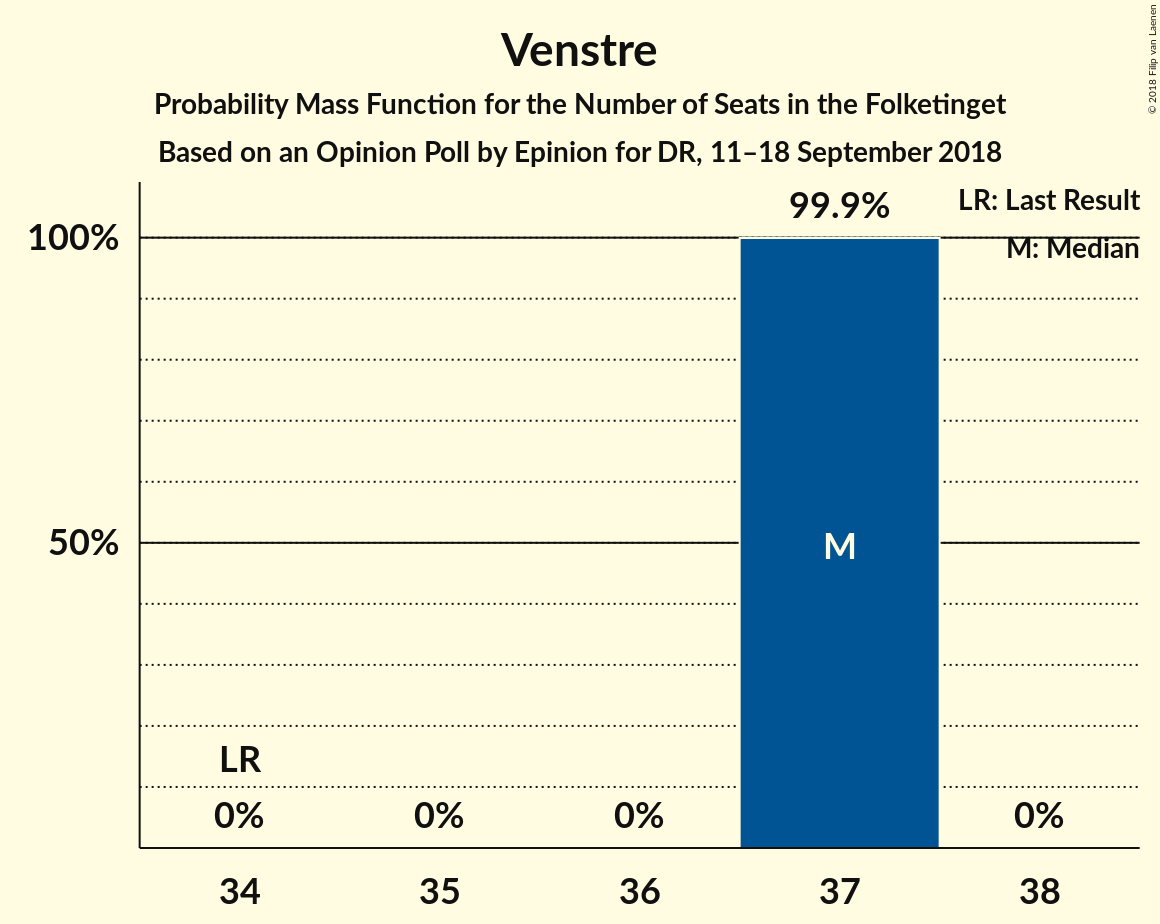 Venstre
Probability Mass Function for the Number of Seats in the Folketinget
Based on an Opinion Poll by Epinion for DR, 11–18 September 2018
© 2018 Filip van Laenen
LR: Last Result
M: Median
99.9%
100%
50%
M
LR
0%
0%
0%
0%
34
35
36
37
38